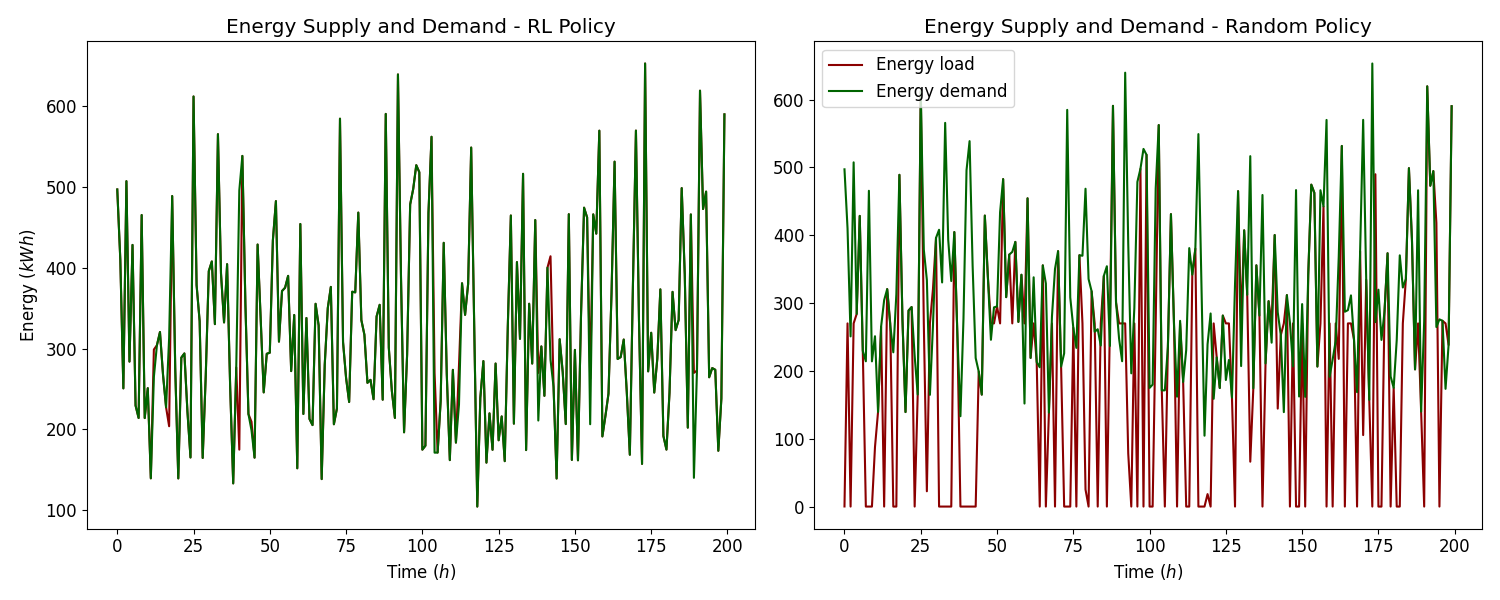 Energy Supply and Demand - RL Policy
Energy (kWh)
600
500
400
300
200
100
0 25 50 75 100 125 150 175 200
Time (h)
Energy Supply and Demand - Random Policy
Energy load
Energy demand
600
500
400
300
200
100
0
0 25 50 75 100 125 150 175 200
Time (h)